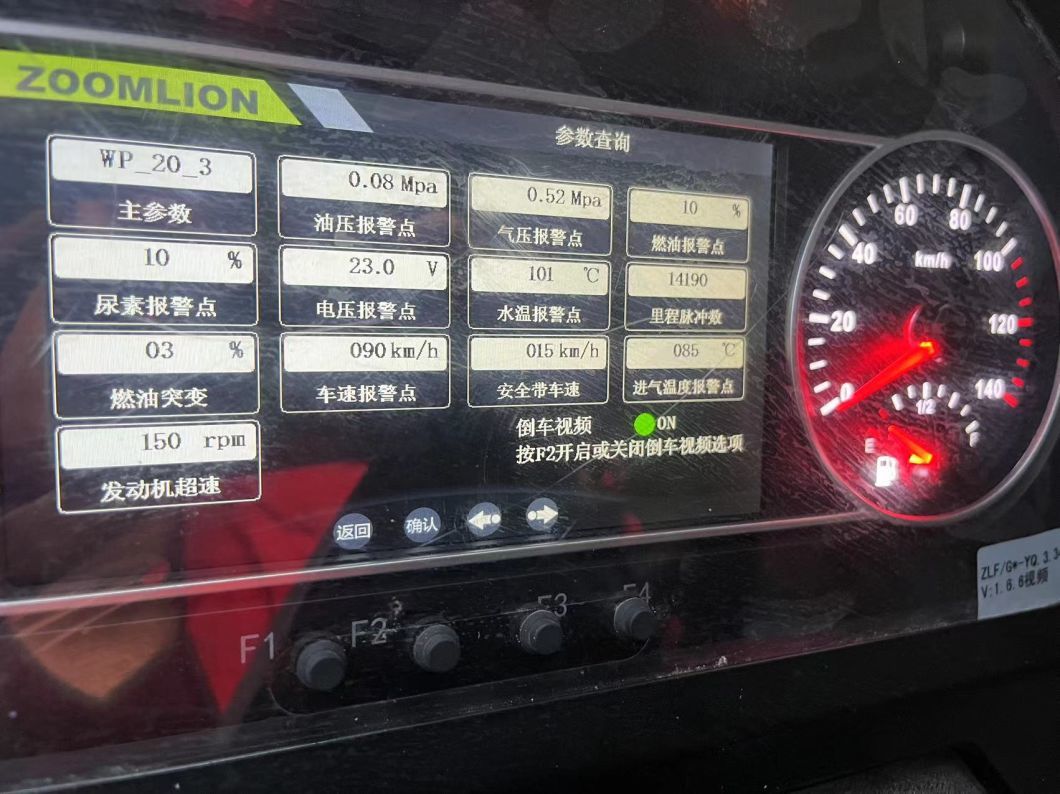 ZOOMLION
参数查询
WP_20_3
主参数
0.08 Mpa
油压报警点
0.52 Mpa
气压报警点
10 %
燃油报警点
10 %
尿素报警点
23.0 V
电压报警点
101 ℃
水温报警点
14190
里程脉冲数
03 %
燃油突变
090 km/h
车速报警点
015 km/h
安全带车速
085 ℃
进气温度报警点
150 rpm
发动机超速
倒车视频 ON
按F2开启或关闭倒车视频选项
返回 确认
F1 F2 F3 F4
0 20 40 60 80 100 120 140
km/h
E 1/2 F
ZLF/G*-YQ.3.3
V:1.6.6视频